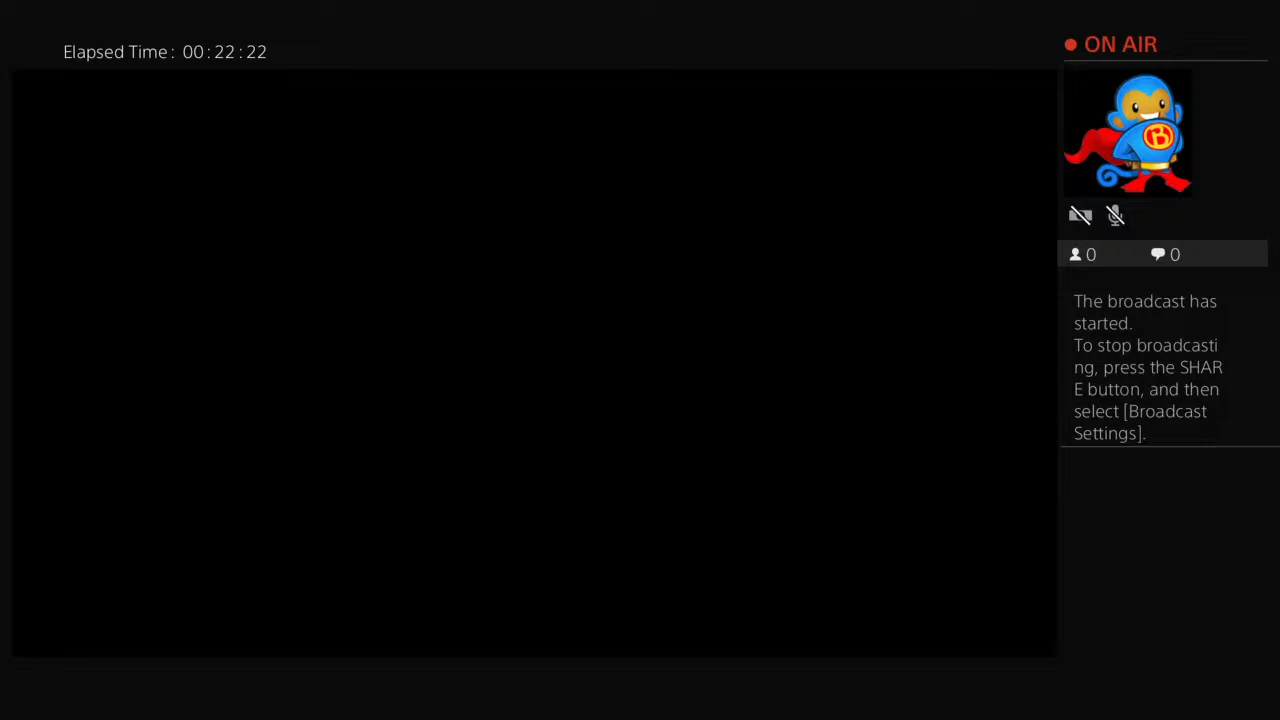 Elapsed Time: 00:22:22
ON AIR
B
0 0
The broadcast has
started.
To stop broadcasti
ng, press the SHAR
E button, and then
select [Broadcast
Settings].